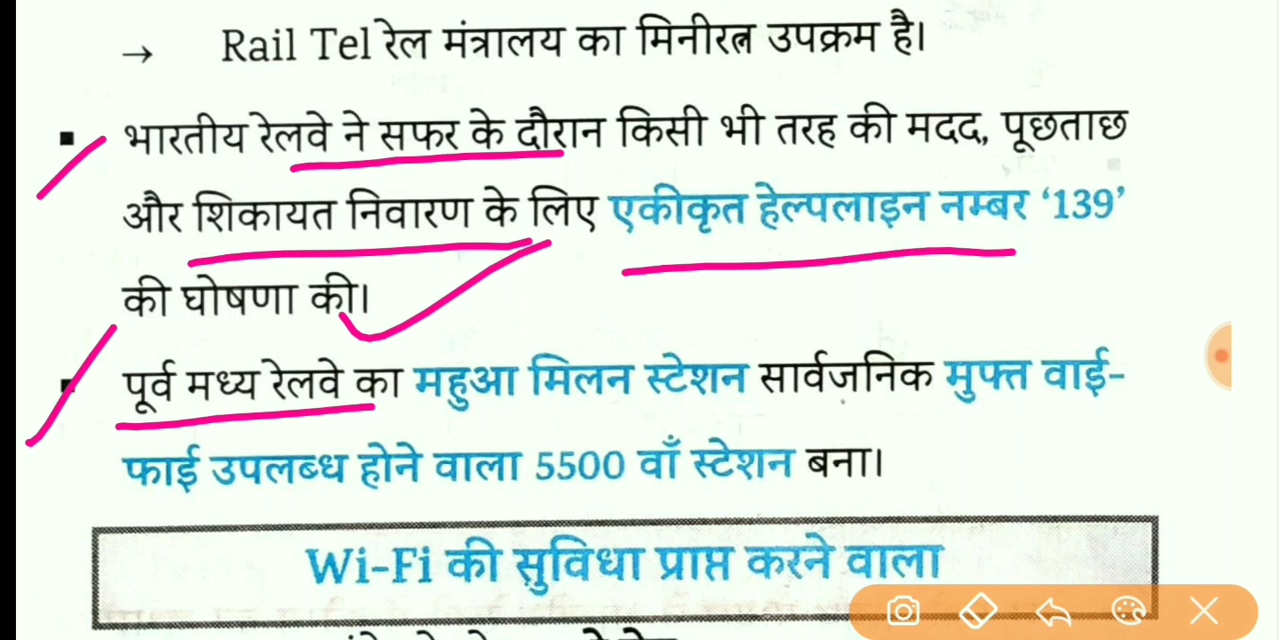 → Rail Tel रेल मंत्रालय का मिनीरत्न उपक्रम है।
▪ भारतीय रेलवे ने सफर के दौरान किसी भी तरह की मदद, पूछताछ
और शिकायत निवारण के लिए एकीकृत हेल्पलाइन नम्बर ‘139’
की घोषणा की।
▪ पूर्व मध्य रेलवे का महुआ मिलन स्टेशन सार्वजनिक मुफ्त वाई-
फाई उपलब्ध होने वाला 5500 वाँ स्टेशन बना।
Wi-Fi की सुविधा प्राप्त करने वाला